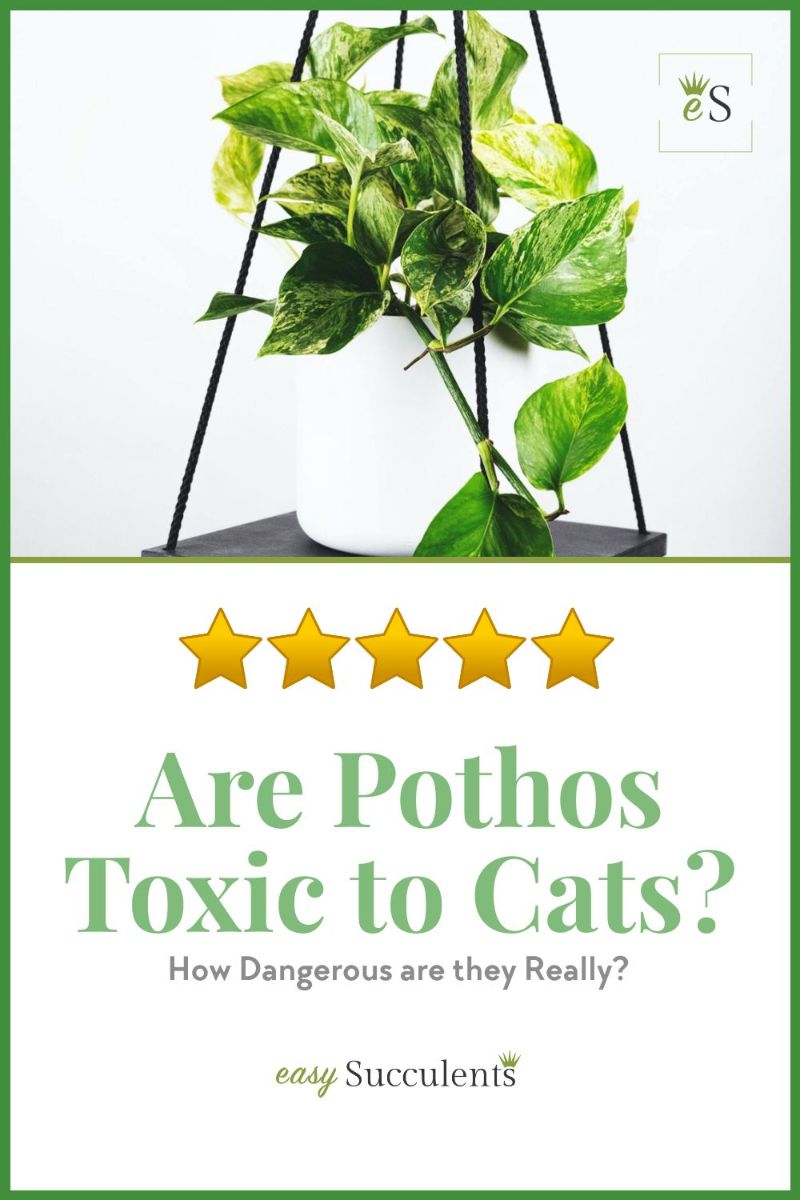 eS
Are Pothos
Toxic to Cats?
How Dangerous are they Really?
easy Succulents